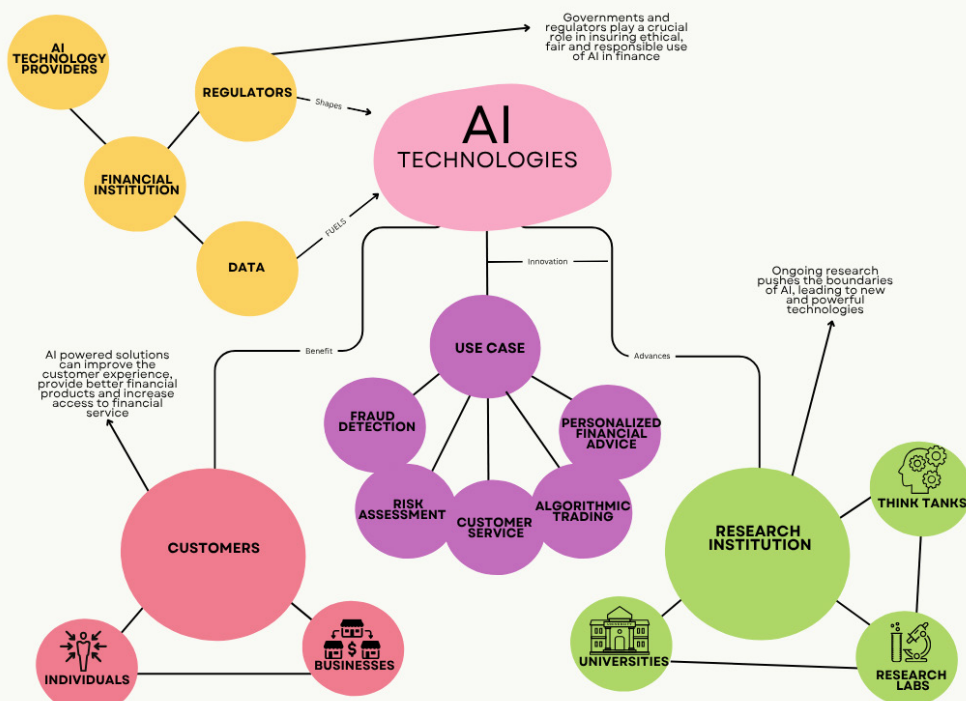 Governments and
regulators play a crucial
role in insuring ethical,
fair and responsible use
of AI in finance
AI
TECHNOLOGY
PROVIDERS
REGULATORS
Shapes
AI
TECHNOLOGIES
FINANCIAL
INSTITUTION
FUELS
DATA
Innovation
Ongoing research
pushes the boundaries
of AI, leading to new
and powerful
technologies
Benefit
USE CASE
Advances
AI powered solutions
can improve the
customer experience,
provide better financial
products and increase
access to financial
service
FRAUD
DETECTION
PERSONALIZED
FINANCIAL
ADVICE
RISK
ASSESSMENT
CUSTOMER
SERVICE
ALGORITHMIC
TRADING
THINK TANKS
CUSTOMERS
RESEARCH
INSTITUTION
INDIVIDUALS
$
BUSINESSES
UNIVERSITIES
RESEARCH
LABS